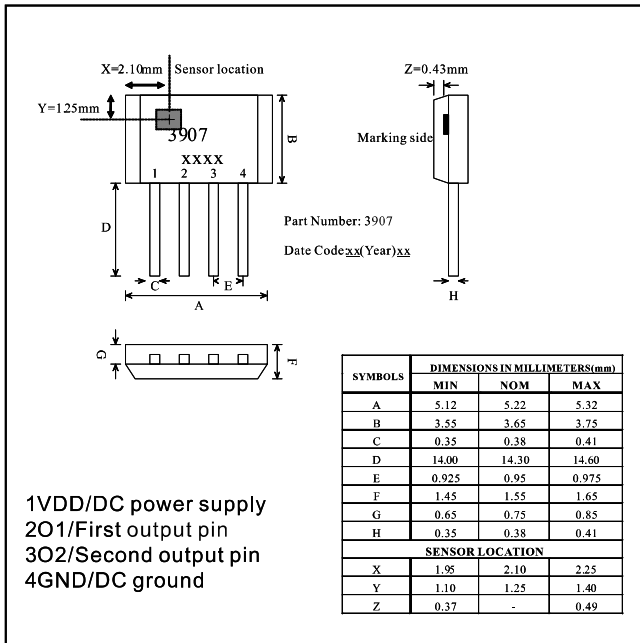 X=2.10mm Sensor location
Z=0.43mm
Y=125mm
3907
B
Marking side
XXXX
1 2 3 4
D
Part Number: 3907
Date Code:xx(Year)xx
C E
H
A
G
F
SYMBOLS DIMENSIONS IN MILLIMETERS(mm)
MIN NOM MAX
A 5.12 5.22 5.32
B 3.55 3.65 3.75
C 0.35 0.38 0.41
D 14.00 14.30 14.60
E 0.925 0.95 0.975
F 1.45 1.55 1.65
G 0.65 0.75 0.85
H 0.35 0.38 0.41
SENSOR LOCATION
X 1.95 2.10 2.25
Y 1.10 1.25 1.40
Z 0.37 - 0.49
1VDD/DC power supply
2O1/First output pin
3O2/Second output pin
4GND/DC ground